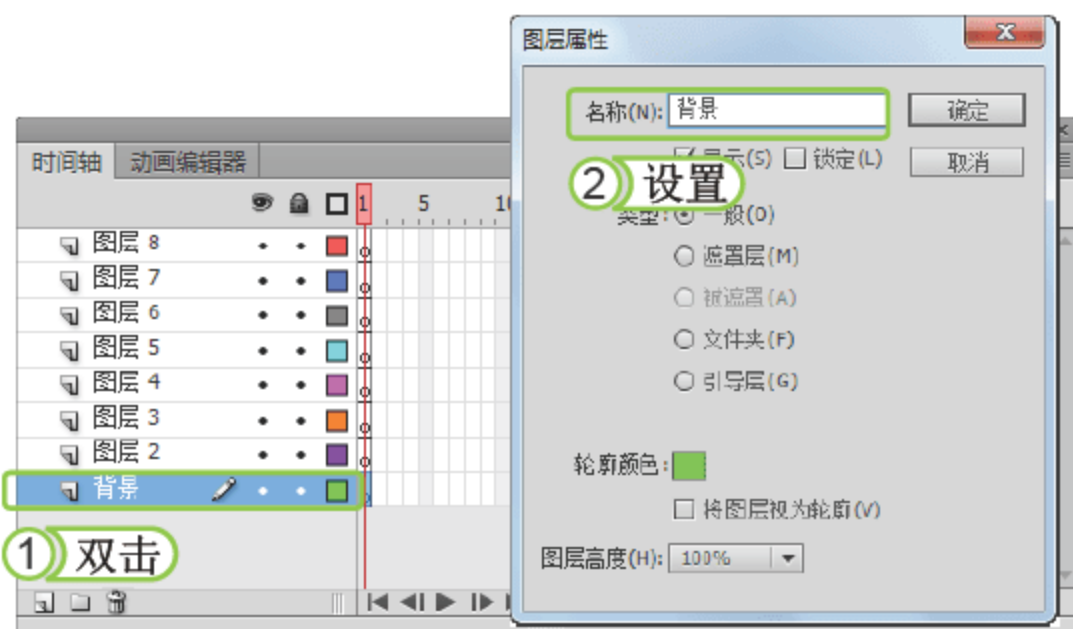 图层属性
名称(N): 背景
确定
显示(S) 锁定(L)
取消
2 设置
类型: 一般(O)
遮罩层(M)
被遮罩(A)
文件夹(F)
引导层(G)
轮廓颜色:
将图层视为轮廓(V)
图层高度(H): 100%
时间轴 动画编辑器
1 5 10
图层 8
图层 7
图层 6
图层 5
图层 4
图层 3
图层 2
背景
1 双击